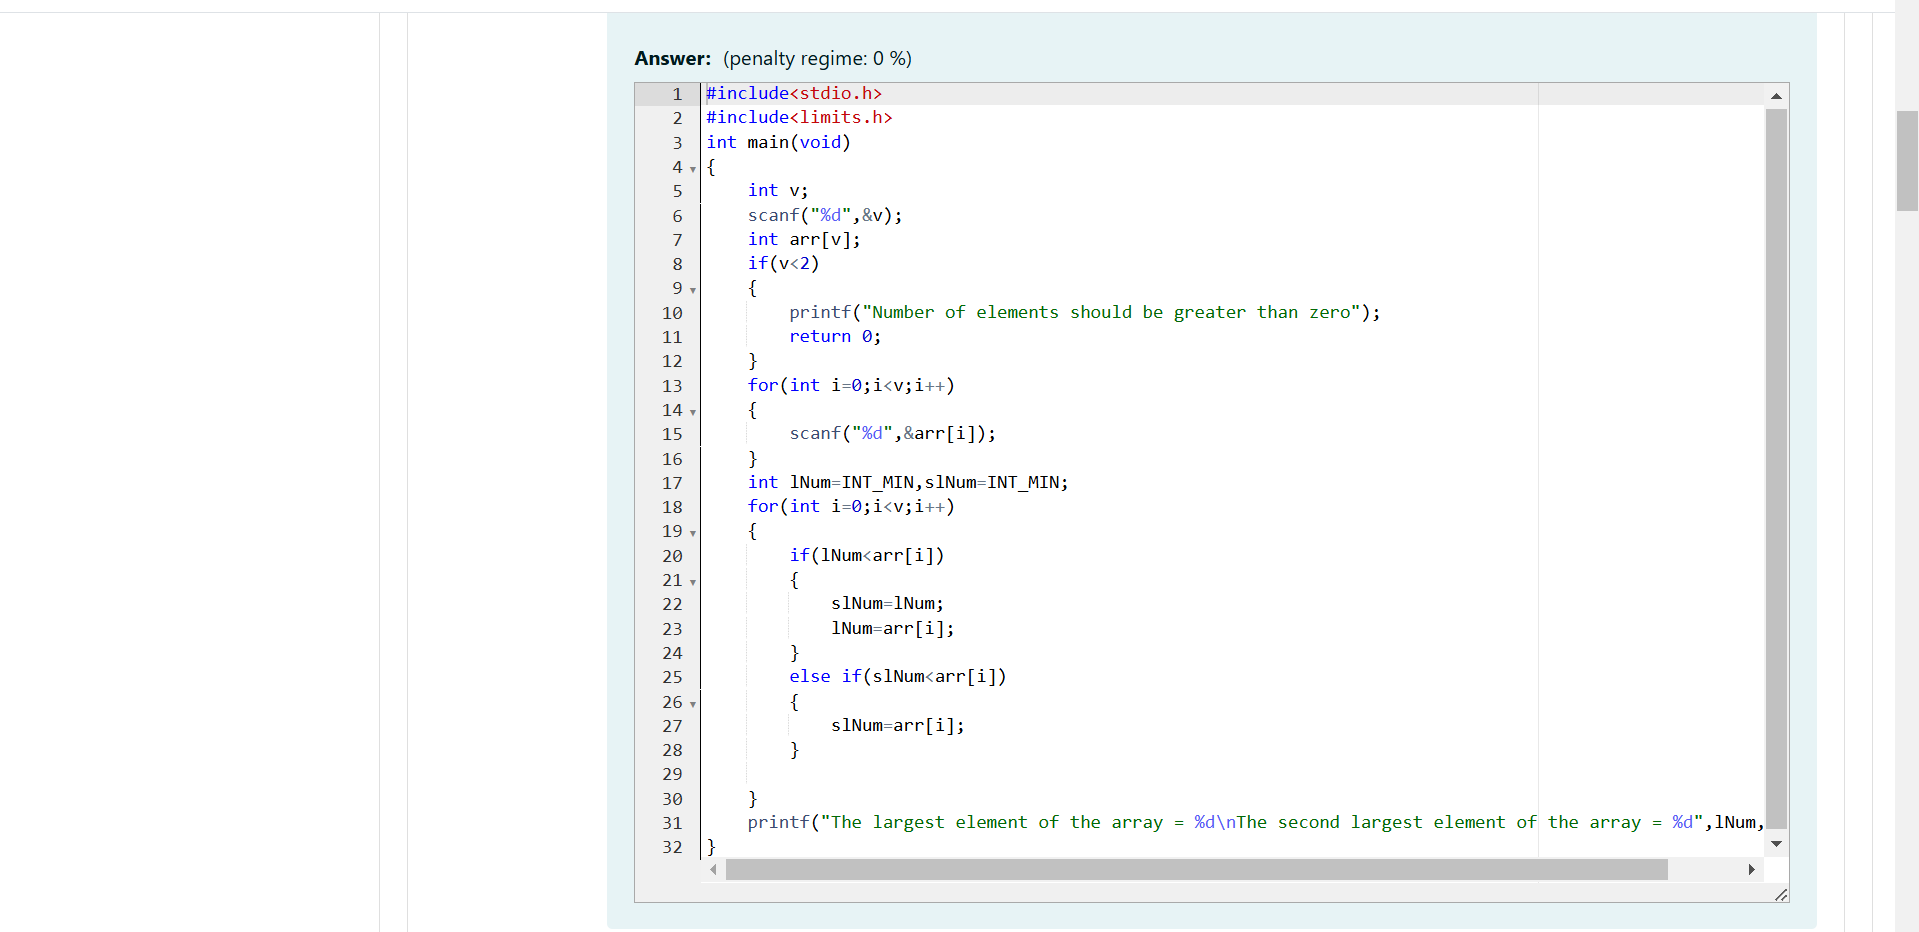 Answer: (penalty regime: 0 %)
1 #include<stdio.h>
2 #include<limits.h>
3 int main(void)
4 {
5     int v;
6     scanf("%d",&v);
7     int arr[v];
8     if(v<2)
9     {
10         printf("Number of elements should be greater than zero");
11         return 0;
12     }
13     for(int i=0;i<v;i++)
14     {
15         scanf("%d",&arr[i]);
16     }
17     int lNum=INT_MIN,slNum=INT_MIN;
18     for(int i=0;i<v;i++)
19     {
20         if(lNum<arr[i])
21         {
22             slNum=lNum;
23             lNum=arr[i];
24         }
25         else if(slNum<arr[i])
26         {
27             slNum=arr[i];
28         }
29
30     }
31     printf("The largest element of the array = %d\nThe second largest element of the array = %d",lNum,
32 }